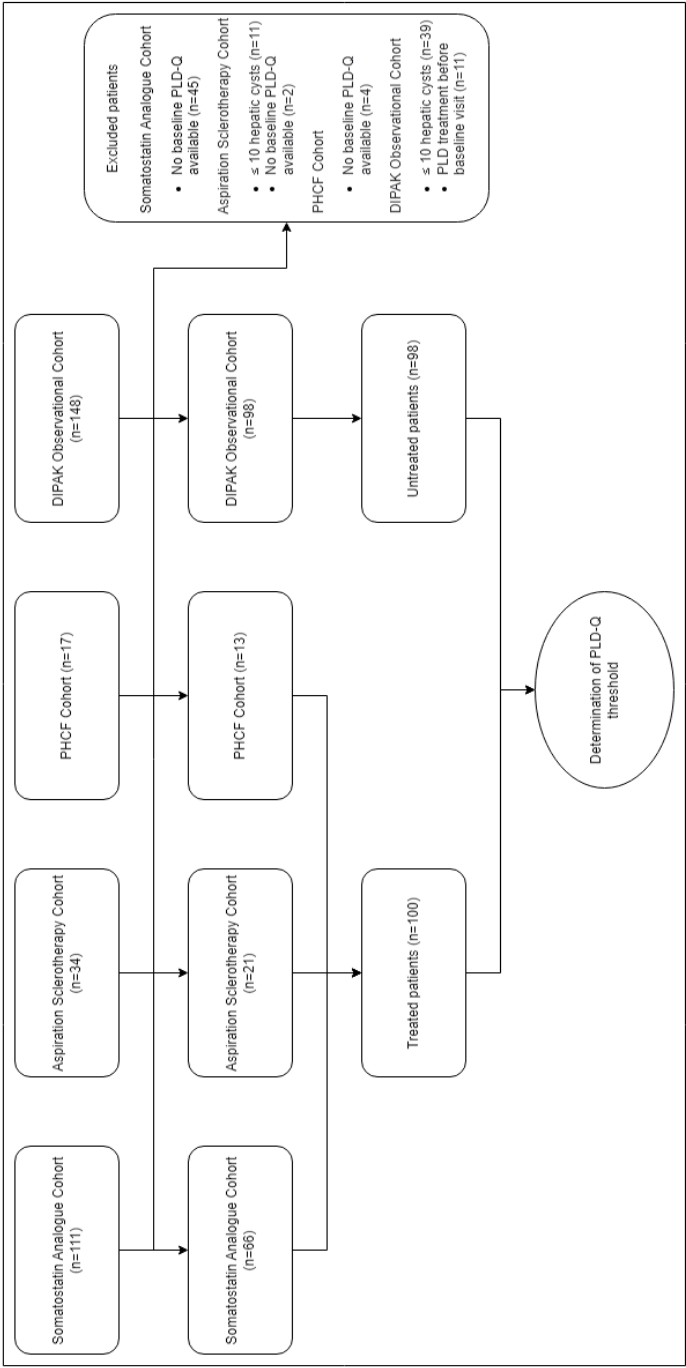 Somatostatin Analogue Cohort
(n=111)
Aspiration Sclerotherapy Cohort
(n=34)
PHCF Cohort (n=17)
DIPAK Observational Cohort
(n=148)
Excluded patients
Somatostatin Analogue Cohort
• No baseline PLD-Q
available (n=45)
Aspiration Sclerotherapy Cohort
• ≤ 10 hepatic cysts (n=11)
• No baseline PLD-Q
available (n=2)
PHCF Cohort
• No baseline PLD-Q
available (n=4)
DIPAK Observational Cohort
• ≤ 10 hepatic cysts (n=39)
• PLD treatment before
baseline visit (n=11)
Somatostatin Analogue Cohort
(n=66)
Aspiration Sclerotherapy Cohort
(n=21)
PHCF Cohort (n=13)
DIPAK Observational Cohort
(n=98)
Treated patients (n=100)
Untreated patients (n=98)
Determination of PLD-Q
threshold